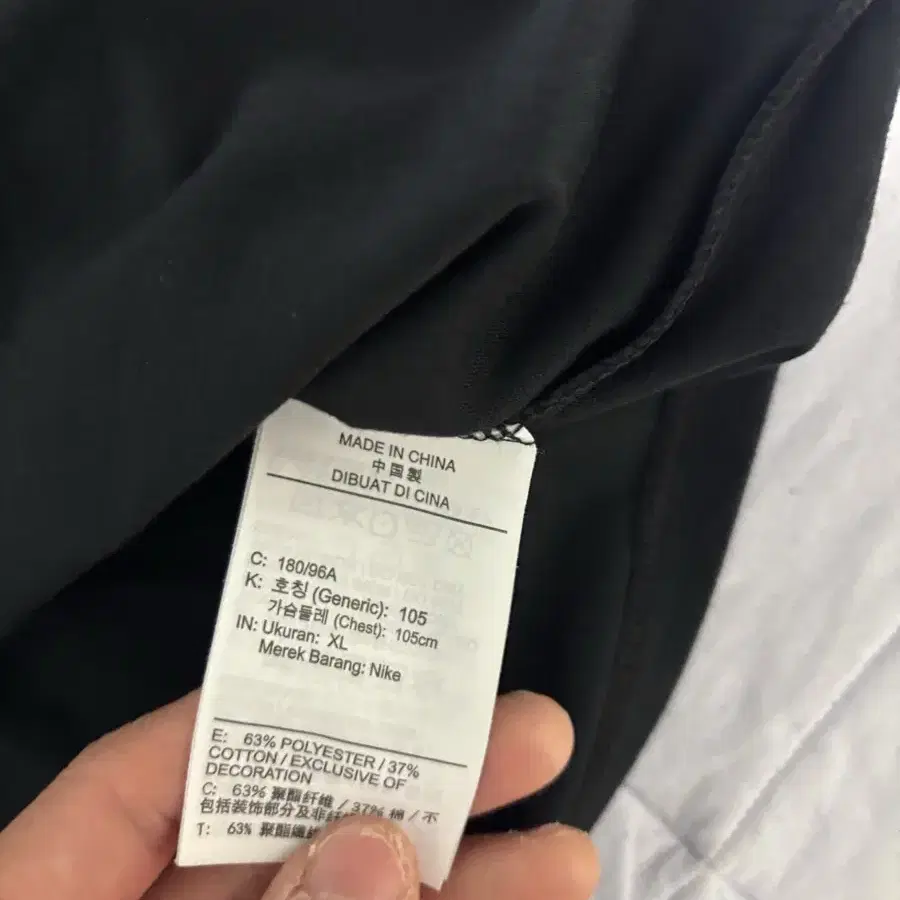 MADE IN CHINA
中国製
DIBUAT DI CINA
C: 180/96A
K: 호칭 (Generic): 105
가슴둘레 (Chest): 105cm
IN: Ukuran: XL
Merek Barang: Nike
E: 63% POLYESTER / 37%
COTTON / EXCLUSIVE OF
DECORATION
C: 63% 聚酯纤维 / 37% 棉 / 不
包括装饰部分及非纤
T: 63% 聚酯纖